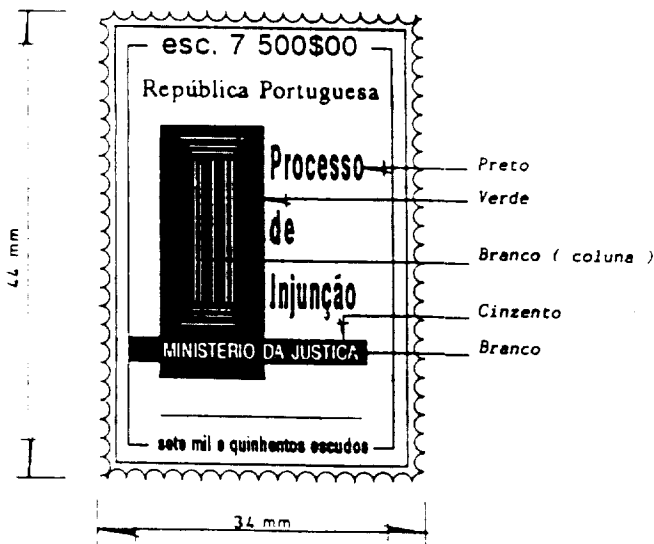 esc. 7 500$00
República Portuguesa
Processo
de
Injunção
MINISTERIO DA JUSTICA
sete mil e quinhentos escudos
Preto
Verde
Branco ( coluna )
Cinzento
Branco
44 mm
34 mm